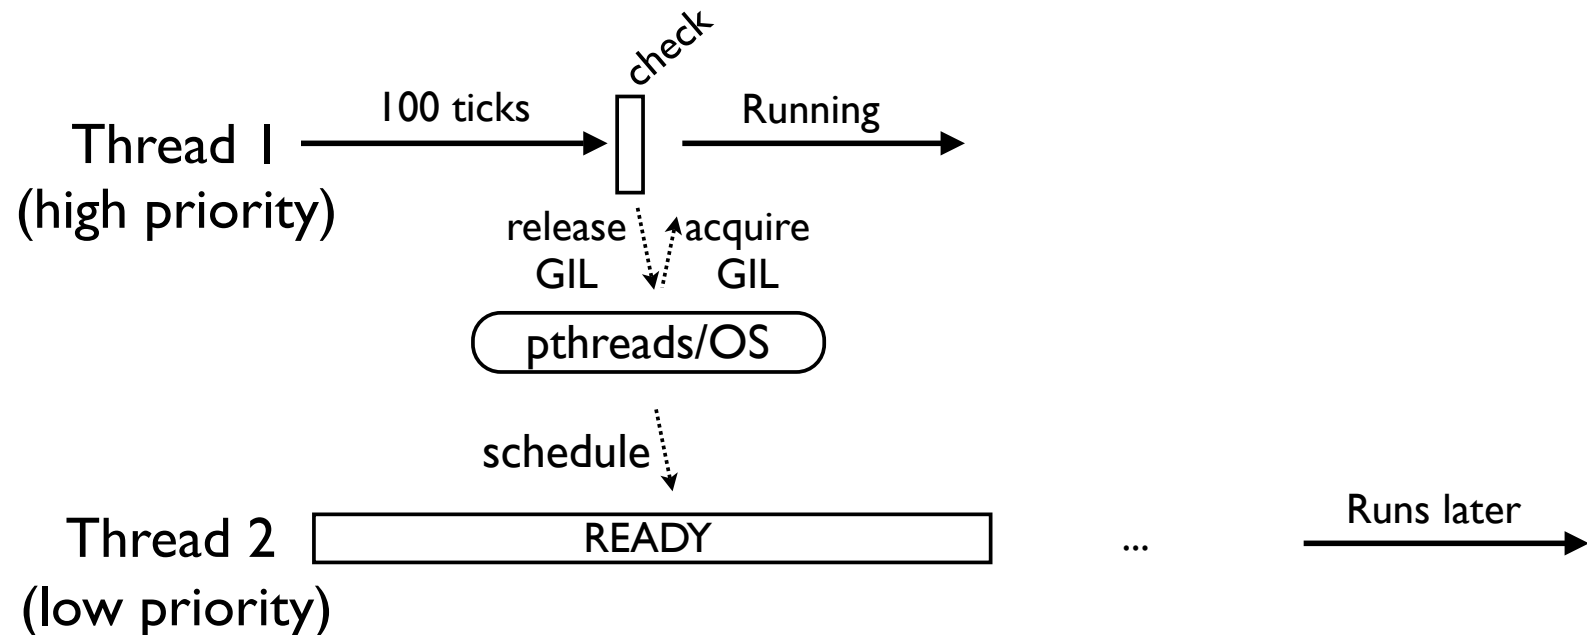 check
100 ticks
Running
Thread 1
(high priority)
release
GIL
acquire
GIL
pthreads/OS
schedule
Thread 2
READY
...
Runs later
(low priority)